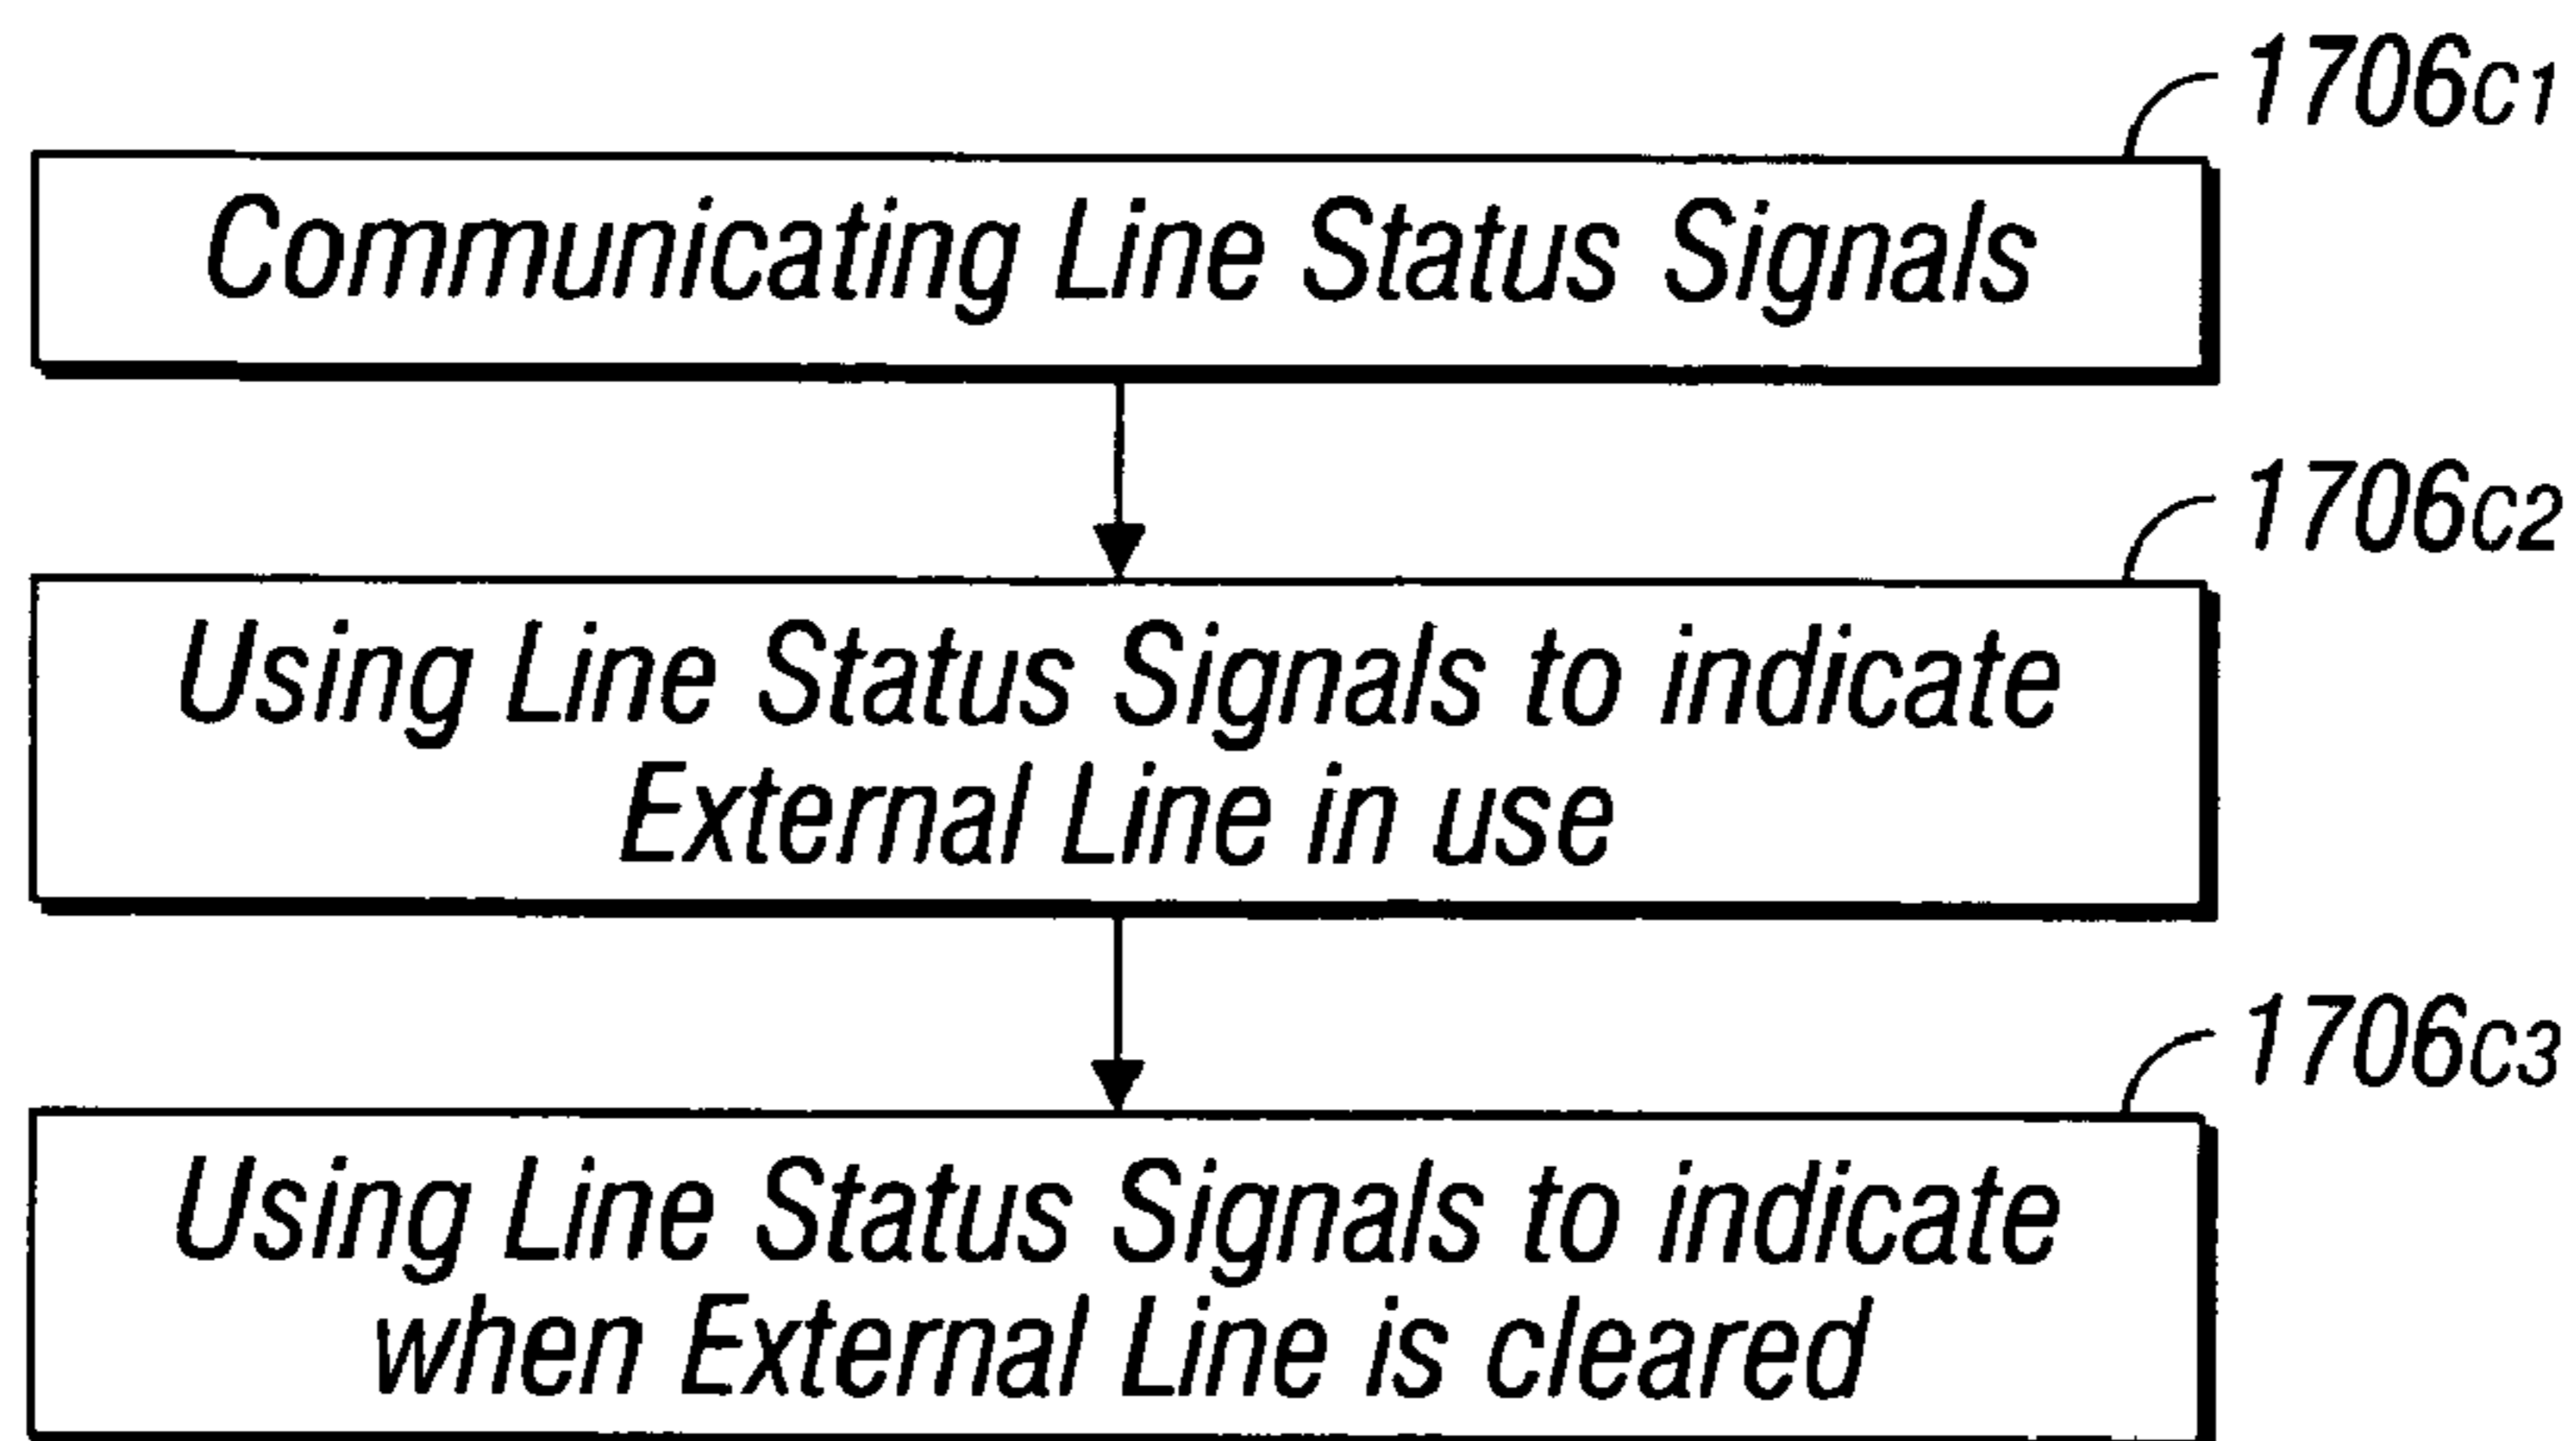 1706c1
Communicating Line Status Signals
1706c2
Using Line Status Signals to indicate
External Line in use
1706c3
Using Line Status Signals to indicate
when External Line is cleared